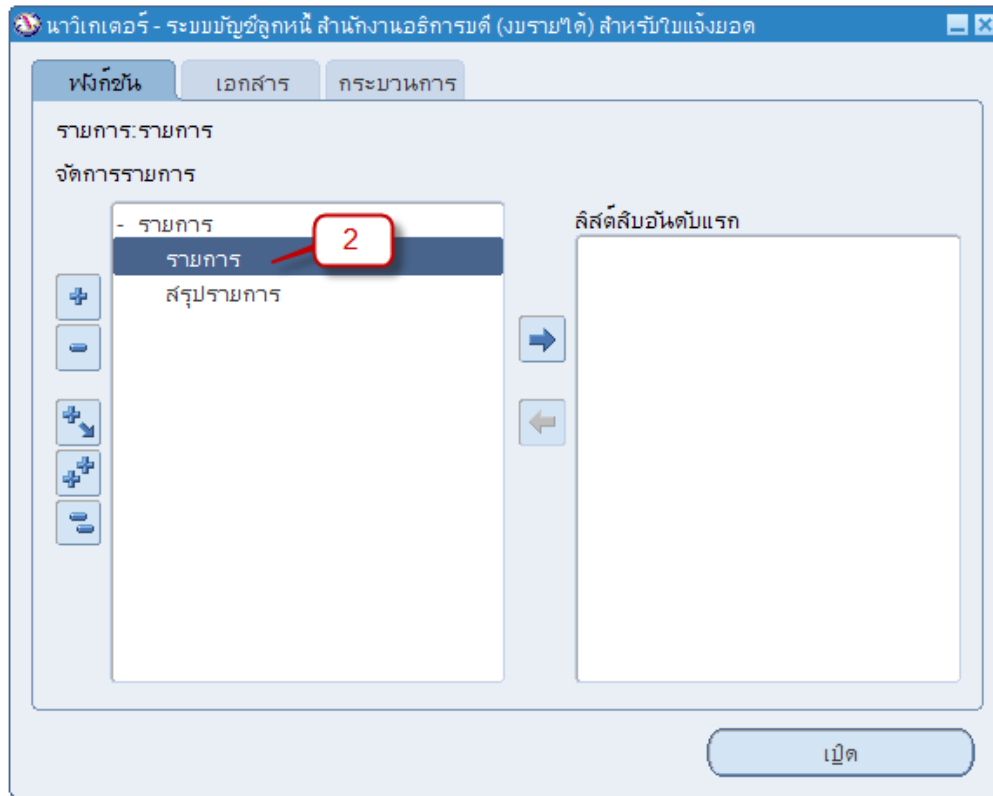 นาวิเกเตอร์ - ระบบบัญชีลูกหนี้ สำนักงานอธิการบดี (งบรายได้) สำหรับใบแจ้งยอด
ฟังก์ชัน
เอกสาร
กระบวนการ
รายการ:รายการ
จัดการรายการ
- รายการ
รายการ
2
สรุปรายการ
ลิสต์สิบอันดับแรก
เปิด